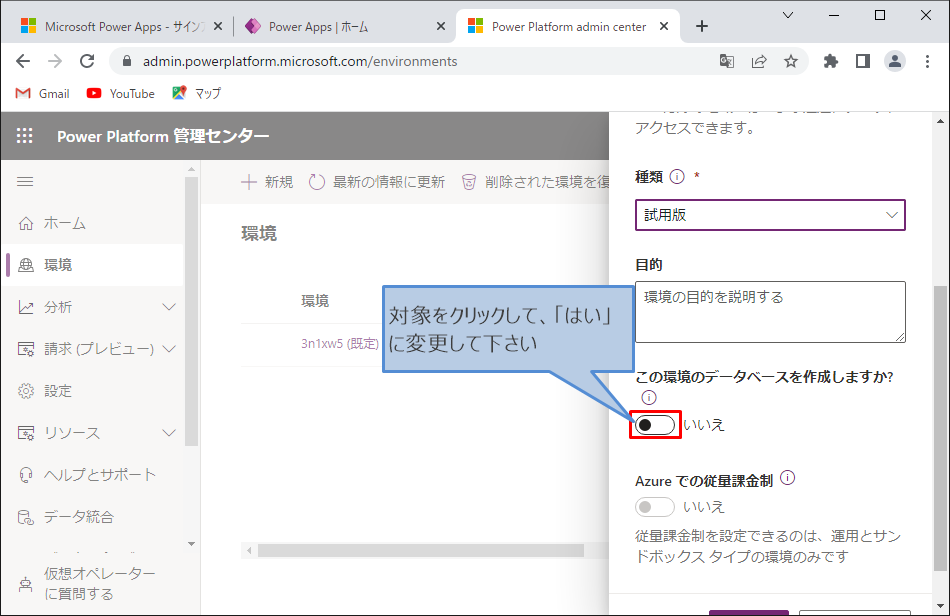 Microsoft Power Apps - サインア
Power Apps | ホーム
Power Platform admin center
admin.powerplatform.microsoft.com/environments
Gmail
YouTube
マップ
Power Platform 管理センター
アクセスできます。
新規
最新の情報に更新
削除された環境を復
種類 *
試用版
ホーム
環境
環境
目的
環境の目的を説明する
分析
環境
請求 (プレビュー)
3n1xw5 (既定)
対象をクリックして、「はい」
に変更して下さい
この環境のデータベースを作成しますか?
いいえ
設定
リソース
ヘルプとサポート
データ統合
仮想オペレーター
に質問する
Azure での従量課金制
いいえ
従量課金制を設定できるのは、運用とサン
ドボックス タイプの環境のみです